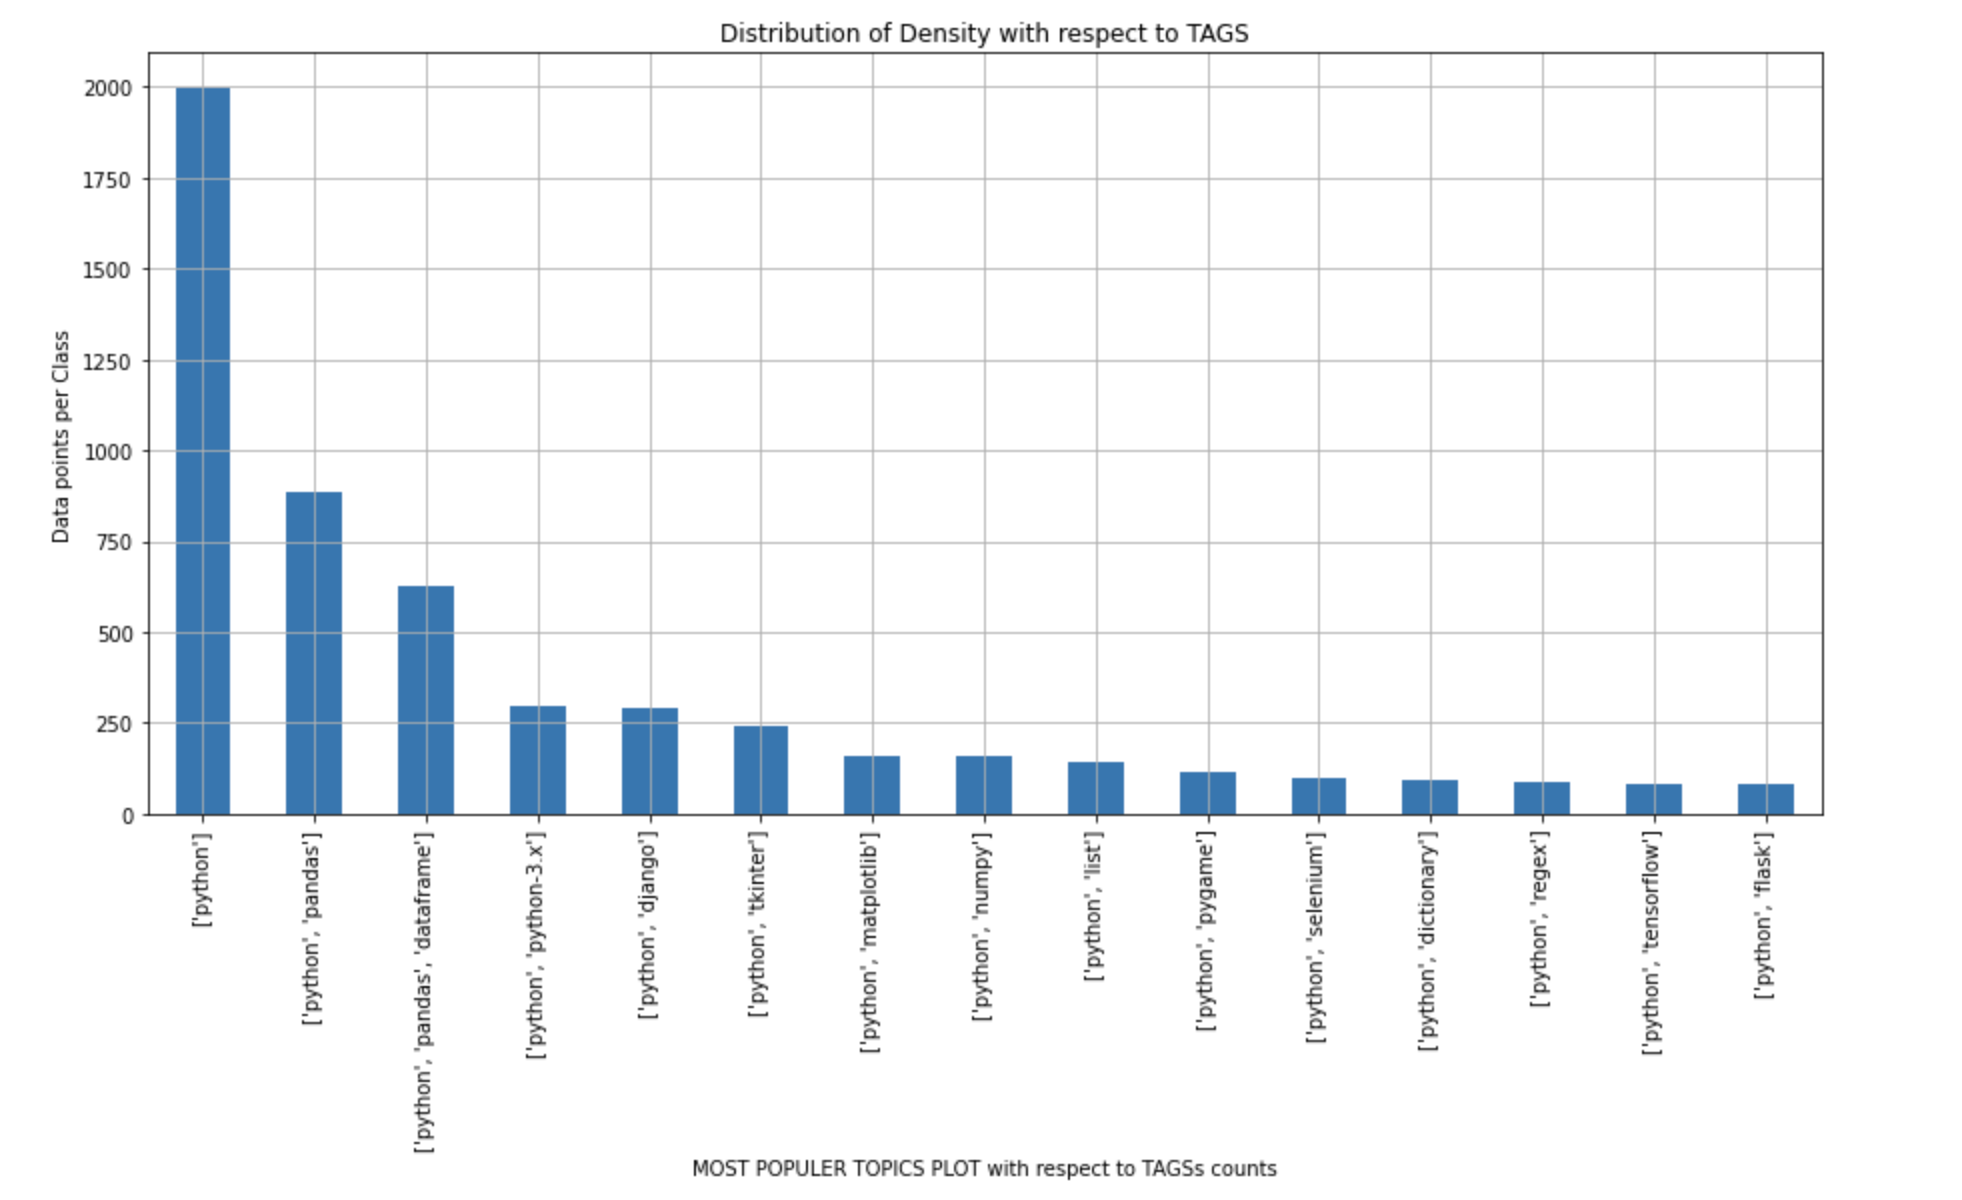 Distribution of Density with respect to TAGS
Data points per Class
2000
1750
1500
1250
1000
750
500
250
0
['python']
['python', 'pandas']
['python', 'pandas', 'dataframe']
['python', 'python-3.x']
['python', 'django']
['python', 'tkinter']
['python', 'matplotlib']
['python', 'numpy']
['python', 'list']
['python', 'pygame']
['python', 'selenium']
['python', 'dictionary']
['python', 'regex']
['python', 'tensorflow']
['python', 'flask']
MOST POPULER TOPICS PLOT with respect to TAGSs counts